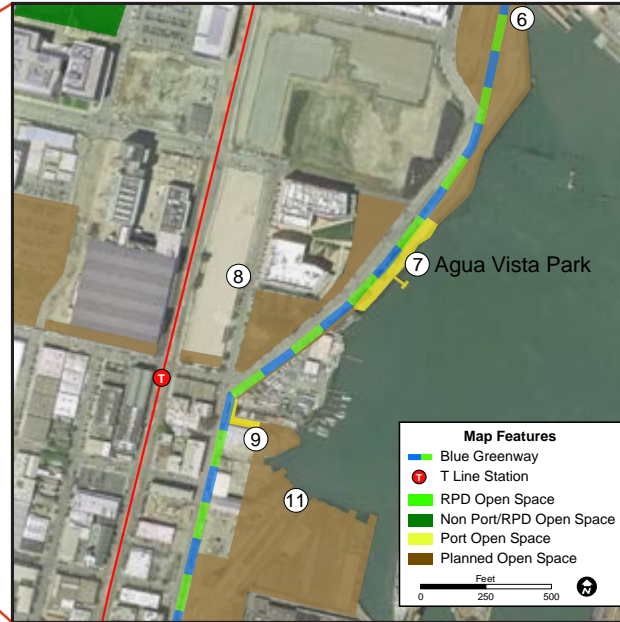 6
7 Agua Vista Park
8
T
9
11
Map Features
Blue Greenway
T T Line Station
RPD Open Space
Non Port/RPD Open Space
Port Open Space
Planned Open Space
Feet
0 250 500
N